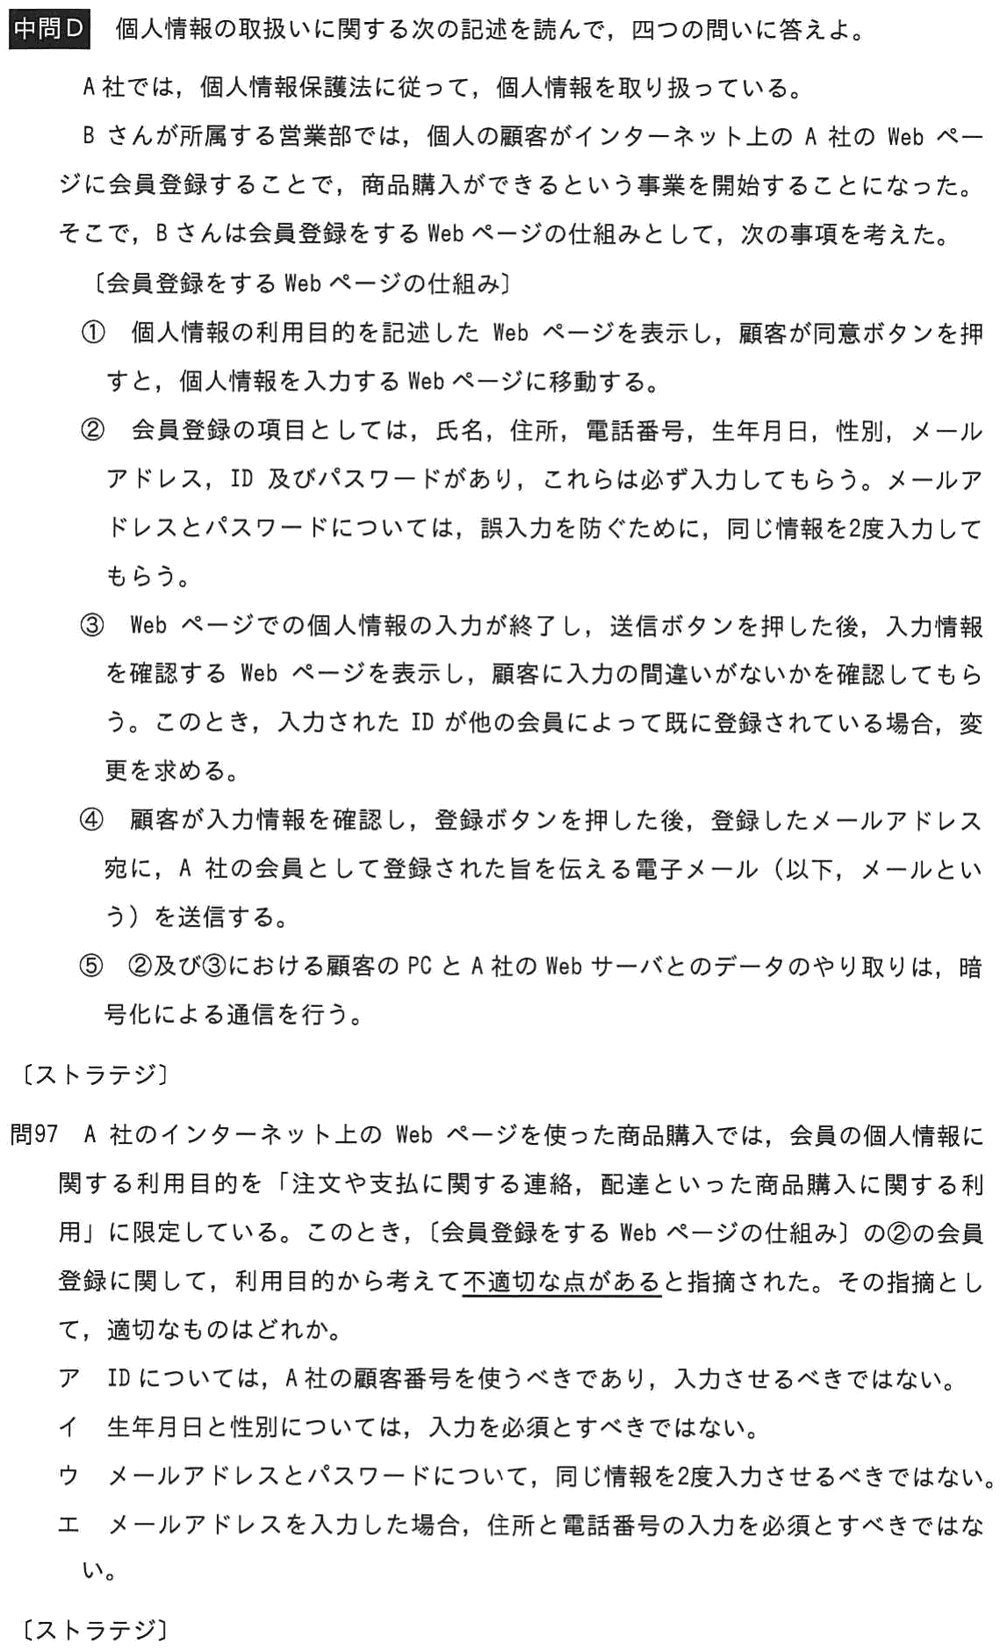 中問D 個人情報の取扱いに関する次の記述を読んで，四つの問いに答えよ。
A社では，個人情報保護法に従って，個人情報を取り扱っている。
Bさんが所属する営業部では，個人の顧客がインターネット上のA社のWebペー
ジに会員登録することで，商品購入ができるという事業を開始することになった。
そこで，Bさんは会員登録をするWebページの仕組みとして，次の事項を考えた。
〔会員登録をするWebページの仕組み〕
① 個人情報の利用目的を記述したWebページを表示し，顧客が同意ボタンを押
すと，個人情報を入力するWebページに移動する。
② 会員登録の項目としては，氏名，住所，電話番号，生年月日，性別，メール
アドレス，ID及びパスワードがあり，これらは必ず入力してもらう。メールア
ドレスとパスワードについては，誤入力を防ぐために，同じ情報を2度入力して
もらう。
③ Webページでの個人情報の入力が終了し，送信ボタンを押した後，入力情報
を確認するWebページを表示し，顧客に入力の間違いがないかを確認してもら
う。このとき，入力されたIDが他の会員によって既に登録されている場合，変
更を求める。
④ 顧客が入力情報を確認し，登録ボタンを押した後，登録したメールアドレス
宛に，A社の会員として登録された旨を伝える電子メール（以下，メールとい
う）を送信する。
⑤ ②及び③における顧客のPCとA社のWebサーバとのデータのやり取りは，暗
号化による通信を行う。
〔ストラテジ〕
問97 A社のインターネット上のWebページを使った商品購入では，会員の個人情報に
関する利用目的を「注文や支払に関する連絡，配達といった商品購入に関する利
用」に限定している。このとき，〔会員登録をするWebページの仕組み〕の②の会員
登録に関して，利用目的から考えて不適切な点があると指摘された。その指摘とし
て，適切なものはどれか。
ア IDについては，A社の顧客番号を使うべきであり，入力させるべきではない。
イ 生年月日と性別については，入力を必須とすべきではない。
ウ メールアドレスとパスワードについて，同じ情報を2度入力させるべきではない。
エ メールアドレスを入力した場合，住所と電話番号の入力を必須とすべきではな
い。
〔ストラテジ〕